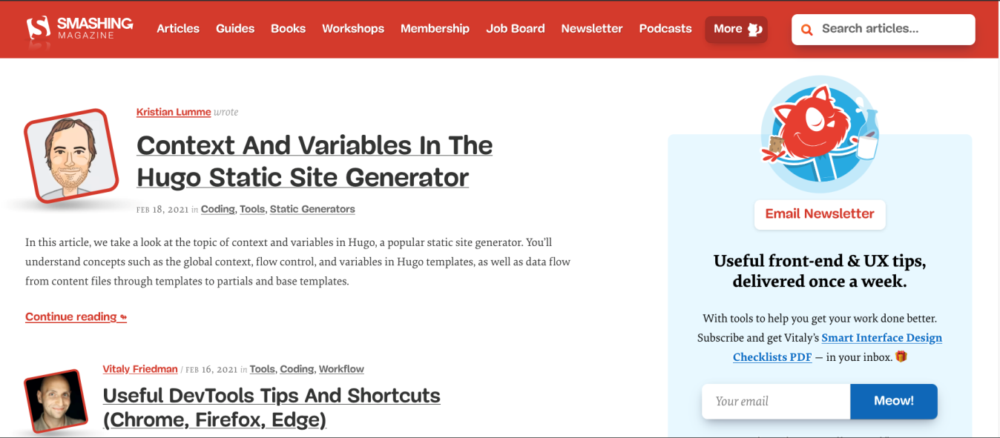 SMASHING
MAGAZINE
Articles Guides Books Workshops Membership Job Board Newsletter Podcasts More Search articles...
Kristian Lumme wrote
Context And Variables In The
Hugo Static Site Generator
FEB 18, 2021 in Coding, Tools, Static Generators
In this article, we take a look at the topic of context and variables in Hugo, a popular static site generator. You’ll
understand concepts such as the global context, flow control, and variables in Hugo templates, as well as data flow
from content files through templates to partials and base templates.
Continue reading
Vitaly Friedman / FEB 16, 2021 in Tools, Coding, Workflow
Useful DevTools Tips And Shortcuts
(Chrome, Firefox, Edge)
Email Newsletter
Useful front-end & UX tips,
delivered once a week.
With tools to help you get your work done better.
Subscribe and get Vitaly’s Smart Interface Design
Checklists PDF — in your inbox. 🎁
Your email Meow!